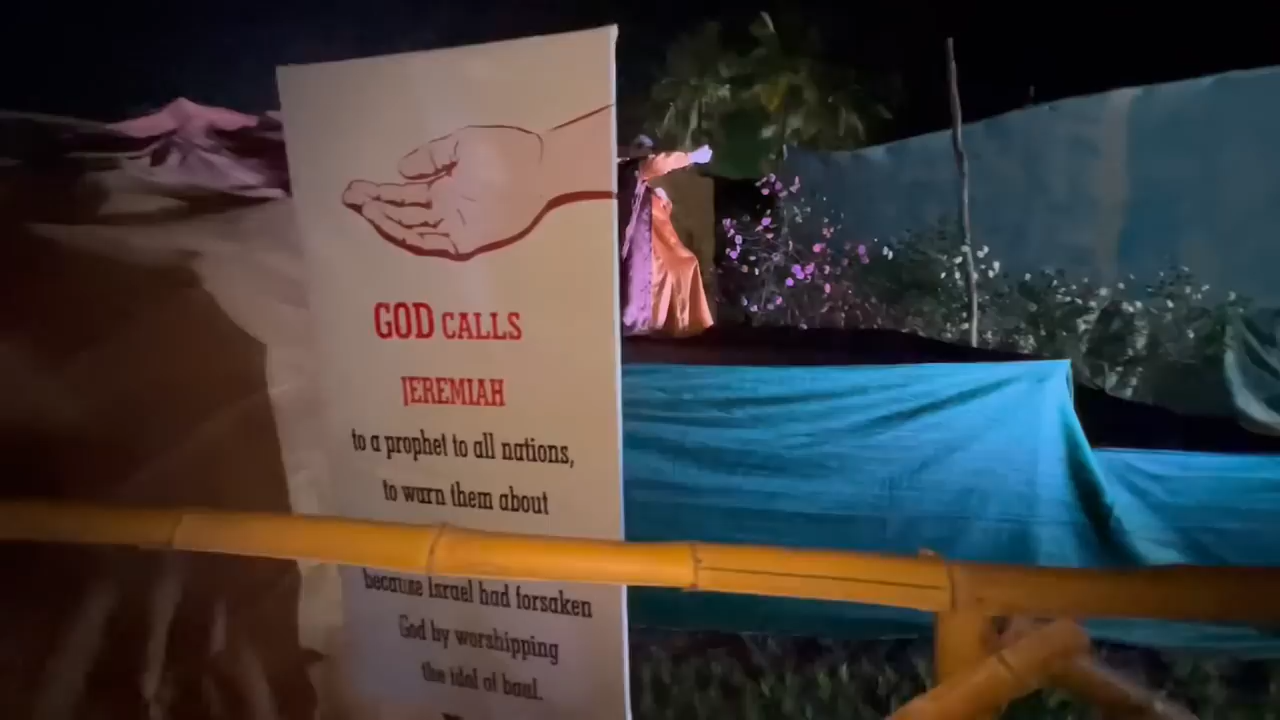 GOD CALLS
JEREMIAH
to a prophet to all nations,
to warn them about
because Israel had forsaken
God by worshipping
the idol of baal.